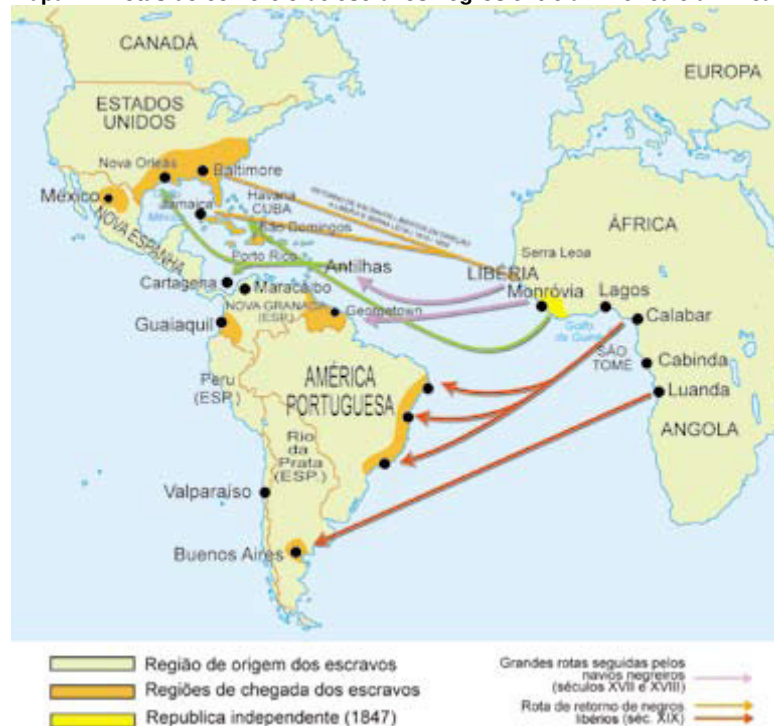 CANADÁ
EUROPA
ESTADOS
UNIDOS
Nova Orleãs
Baltimore
México
Jamaica
Havana
CUBA
São Domingos
NOVA ESPANHA
Porto Rico
Antilhas
ÁFRICA
Serra Leoa
LIBÉRIA
Monróvia
Lagos
Calabar
Cartagena
Maracaibo
NOVA GRANADA
(ESP.)
Georgetown
Golfo
da Guiné
SÃO
TOMÉ
Cabinda
Luanda
ANGOLA
Guaiaquil
Peru
(ESP.)
AMÉRICA
PORTUGUESA
Rio
da
Prata
(ESP.)
Valparaíso
Buenos Aires
Região de origem dos escravos
Regiões de chegada dos escravos
Republica independente (1847)
Grandes rotas seguidas pelos
navios negreiros
(séculos XVII e XVIII)
Rota de retorno de negros
libérios (séc. XIX)